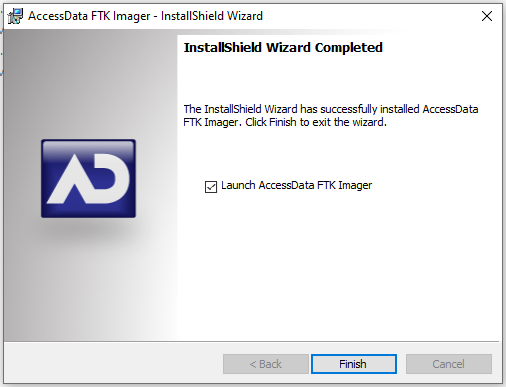 AccessData FTK Imager - InstallShield Wizard
InstallShield Wizard Completed
The InstallShield Wizard has successfully installed AccessData
FTK Imager. Click Finish to exit the wizard.
AD
Launch AccessData FTK Imager
< Back
Finish
Cancel